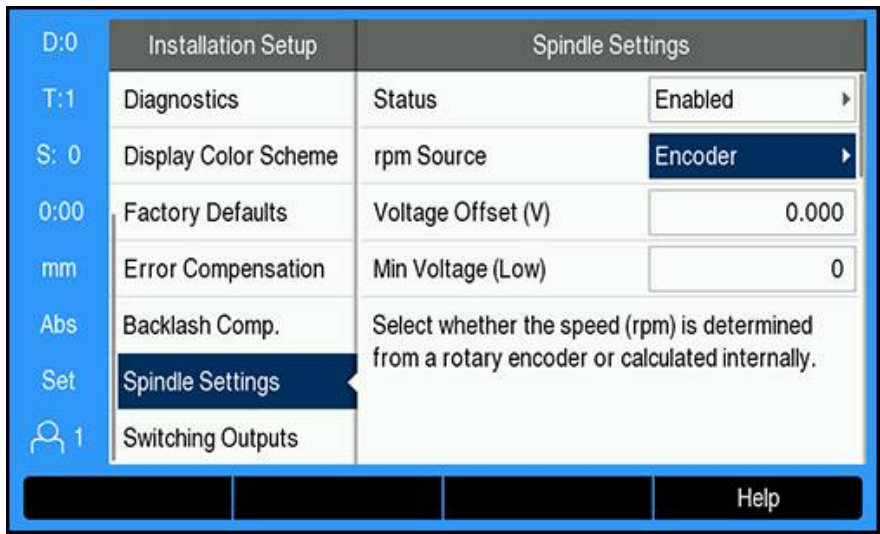 D:0
T:1
S: 0
0:00
mm
Abs
Set
1
Installation Setup
Diagnostics
Display Color Scheme
Factory Defaults
Error Compensation
Backlash Comp.
Spindle Settings
Switching Outputs
Spindle Settings
Status Enabled
rpm Source Encoder
Voltage Offset (V) 0.000
Min Voltage (Low) 0
Select whether the speed (rpm) is determined
from a rotary encoder or calculated internally.
Help